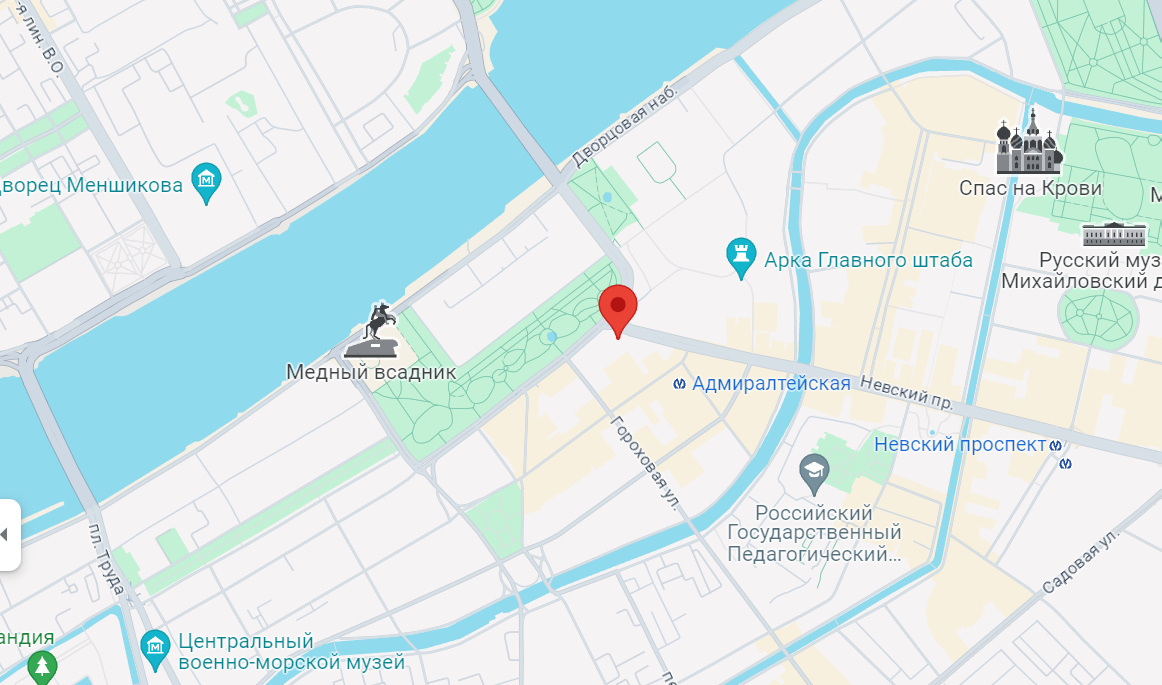 я лин. В.О.
Дворцовая наб.
дворец Меншикова
Спас на Крови
М
Арка Главного штаба
Русский муз
Михайловский д
Медный всадник
Адмиралтейская
Невский пр.
Гороховая ул.
Невский проспект
Российский
Государственный
Педагогический...
пл. Труда
Садовая ул.
андия
Центральный
военно-морской музей
пе